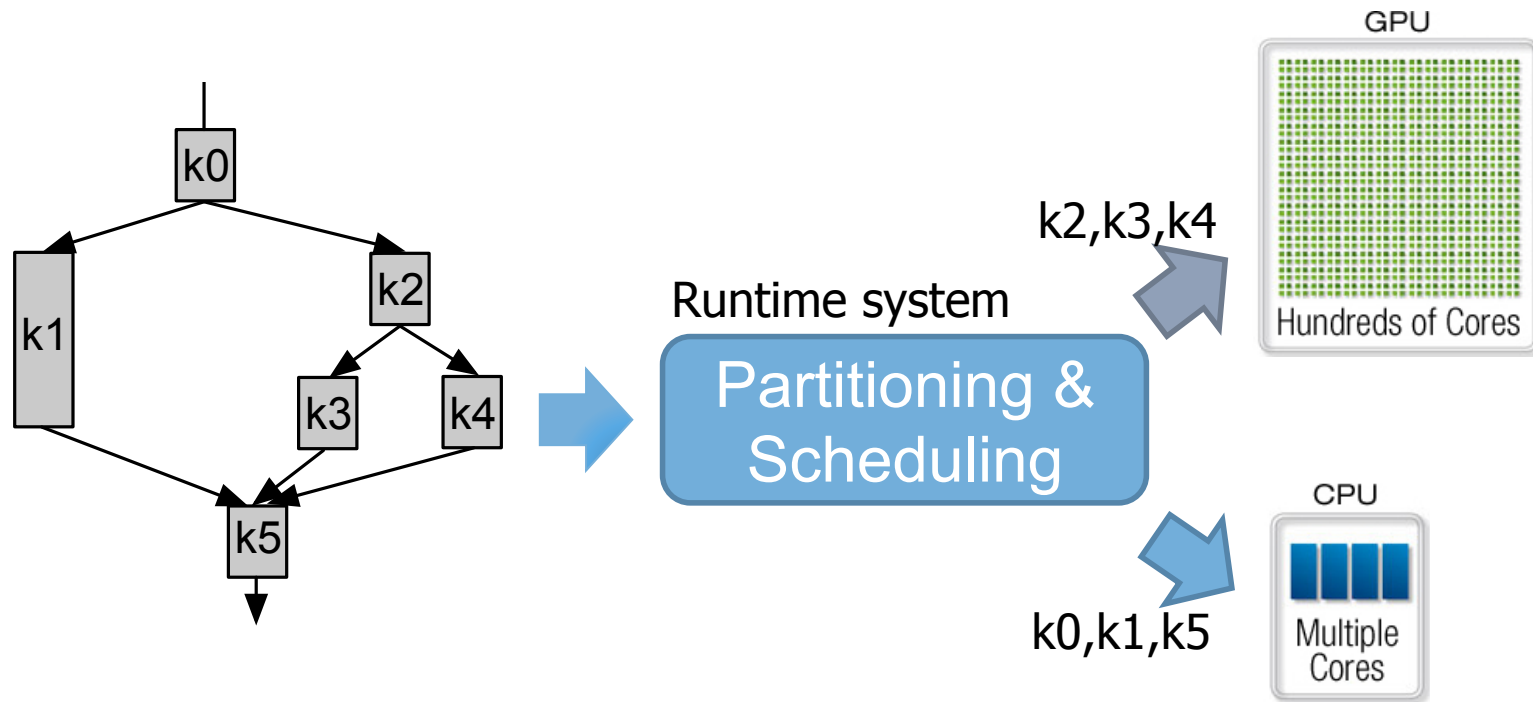 k0
k1
k2
k3
k4
k5
Runtime system
Partitioning &
Scheduling
k2,k3,k4
GPU
Hundreds of Cores
k0,k1,k5
CPU
Multiple
Cores